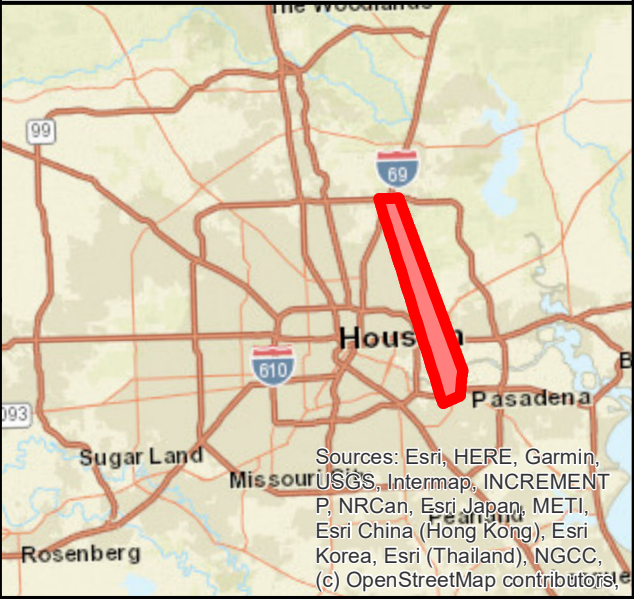 The Woodlands
99
69
Houston
610
B
Pasadena
093
Sugar Land
Missouri City
Sources: Esri, HERE, Garmin,
USGS, Intermap, INCREMENT
P, NRCan, Esri Japan, METI,
Pearland
Esri China (Hong Kong), Esri
Korea, Esri (Thailand), NGCC,
Rosenberg
(c) OpenStreetMap contributors,